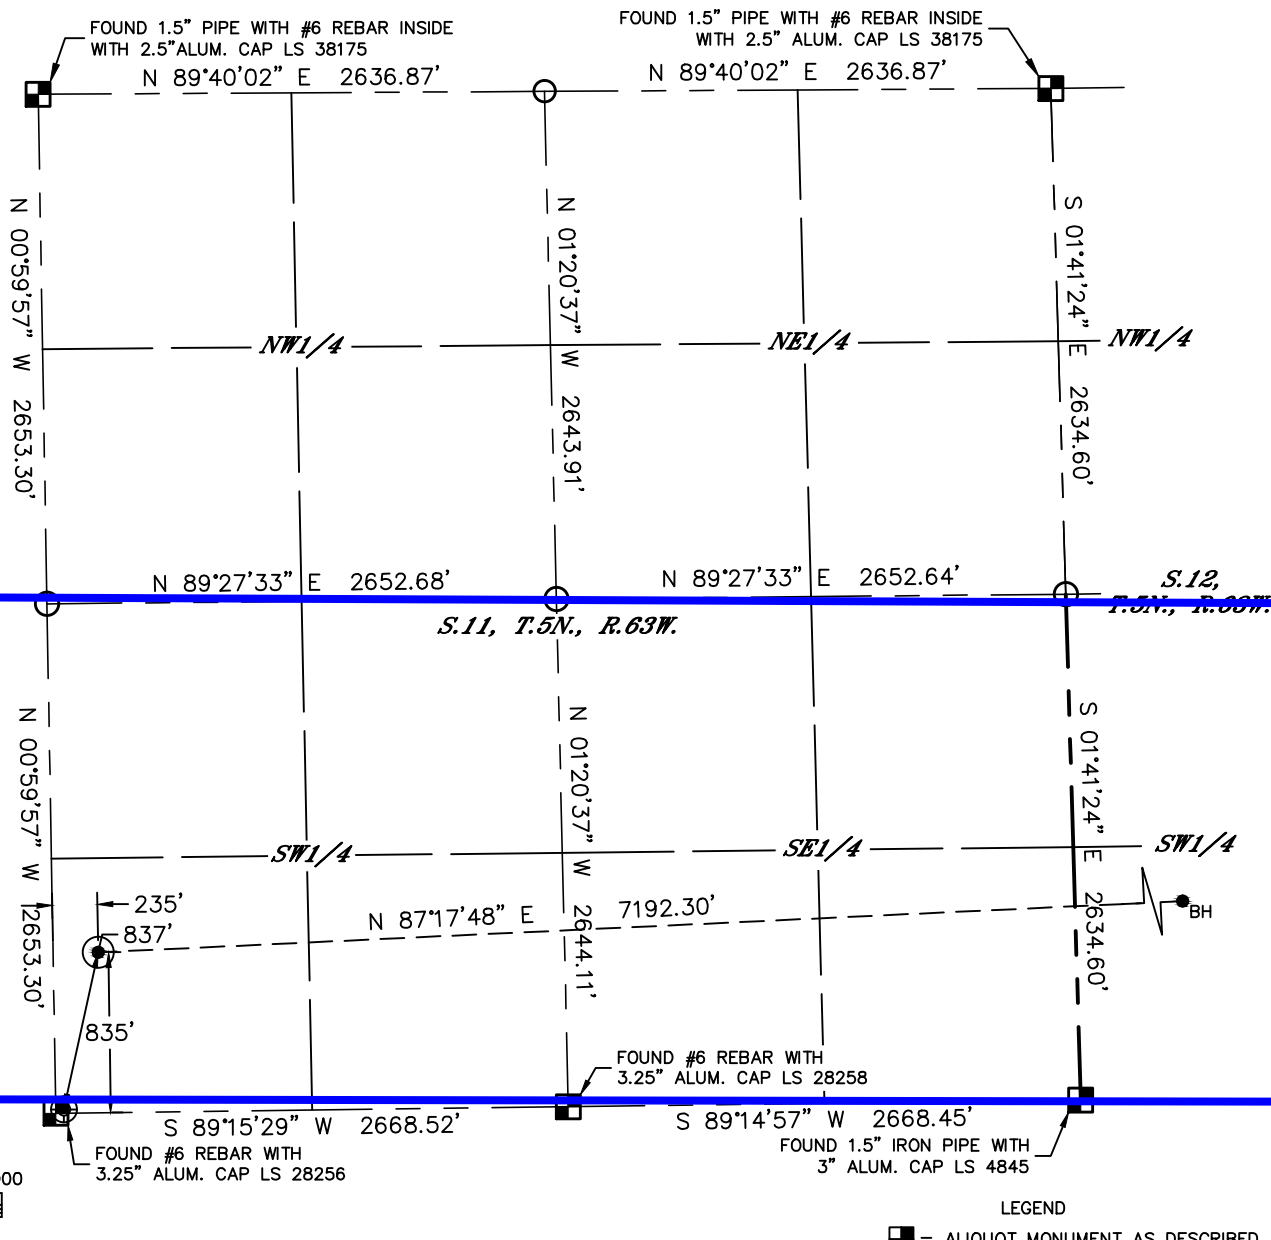 FOUND 1.5" PIPE WITH #6 REBAR INSIDE
WITH 2.5"ALUM. CAP LS 38175
FOUND 1.5" PIPE WITH #6 REBAR INSIDE
WITH 2.5" ALUM. CAP LS 38175
N 89°40'02" E 2636.87'
N 89°40'02" E 2636.87'
N 00°59'57" W 2653.30'
N 01°20'37" W 2643.91'
S 01°41'24" E 2634.60'
NW1/4
NE1/4
NW1/4
N 89°27'33" E 2652.68'
N 89°27'33" E 2652.64'
S.12,
T.5N., R.63W.
S.11, T.5N., R.63W.
N 00°59'57" W 2653.30'
N 01°20'37" W 2644.11'
S 01°41'24" E 2634.60'
SW1/4
SE1/4
SW1/4
235'
837'
N 87°17'48" E 7192.30'
BH
835'
FOUND #6 REBAR WITH
3.25" ALUM. CAP LS 28258
S 89°15'29" W 2668.52'
S 89°14'57" W 2668.45'
FOUND #6 REBAR WITH
3.25" ALUM. CAP LS 28256
FOUND 1.5" IRON PIPE WITH
3" ALUM. CAP LS 4845
LEGEND
= ALIQUOT MONUMENT AS DESCRIBED